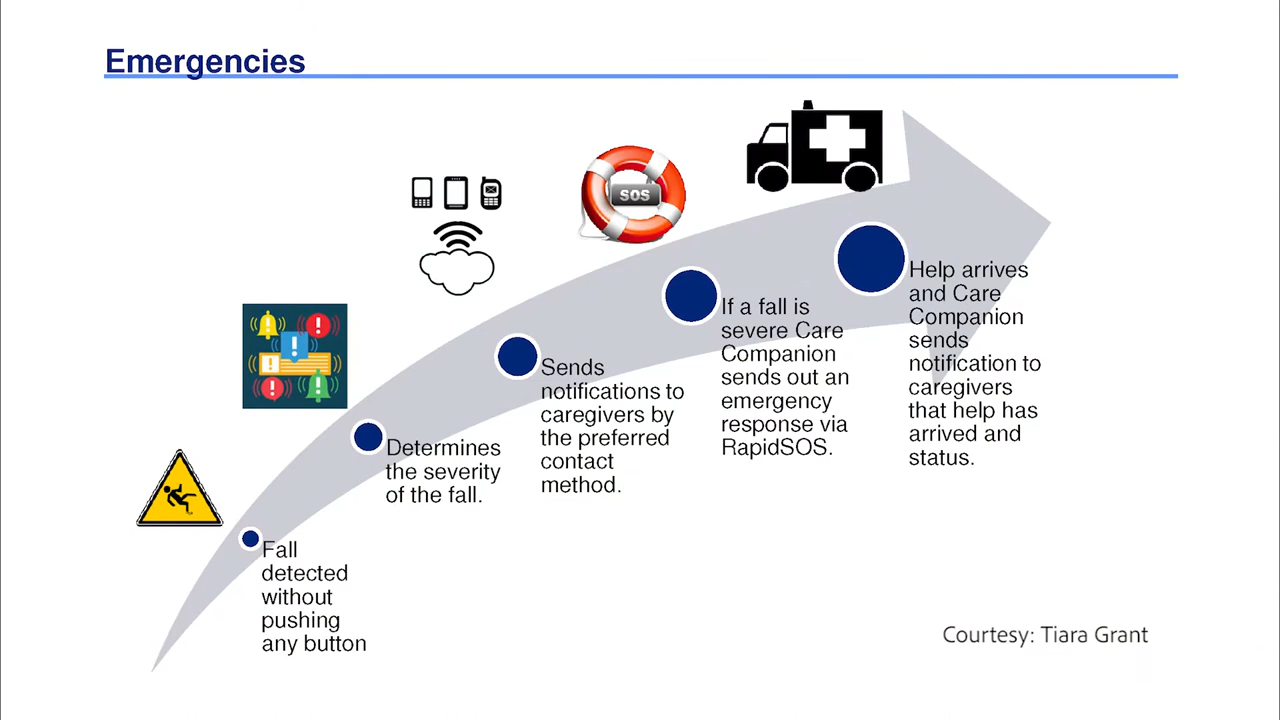 Emergencies
SOS
Fall
detected
without
pushing
any button
Determines
the severity
of the fall.
Sends
notifications to
caregivers by
the preferred
contact
method.
If a fall is
severe Care
Companion
sends out an
emergency
response via
RapidSOS.
Help arrives
and Care
Companion
sends
notification to
caregivers
that help has
arrived and
status.
Courtesy: Tiara Grant